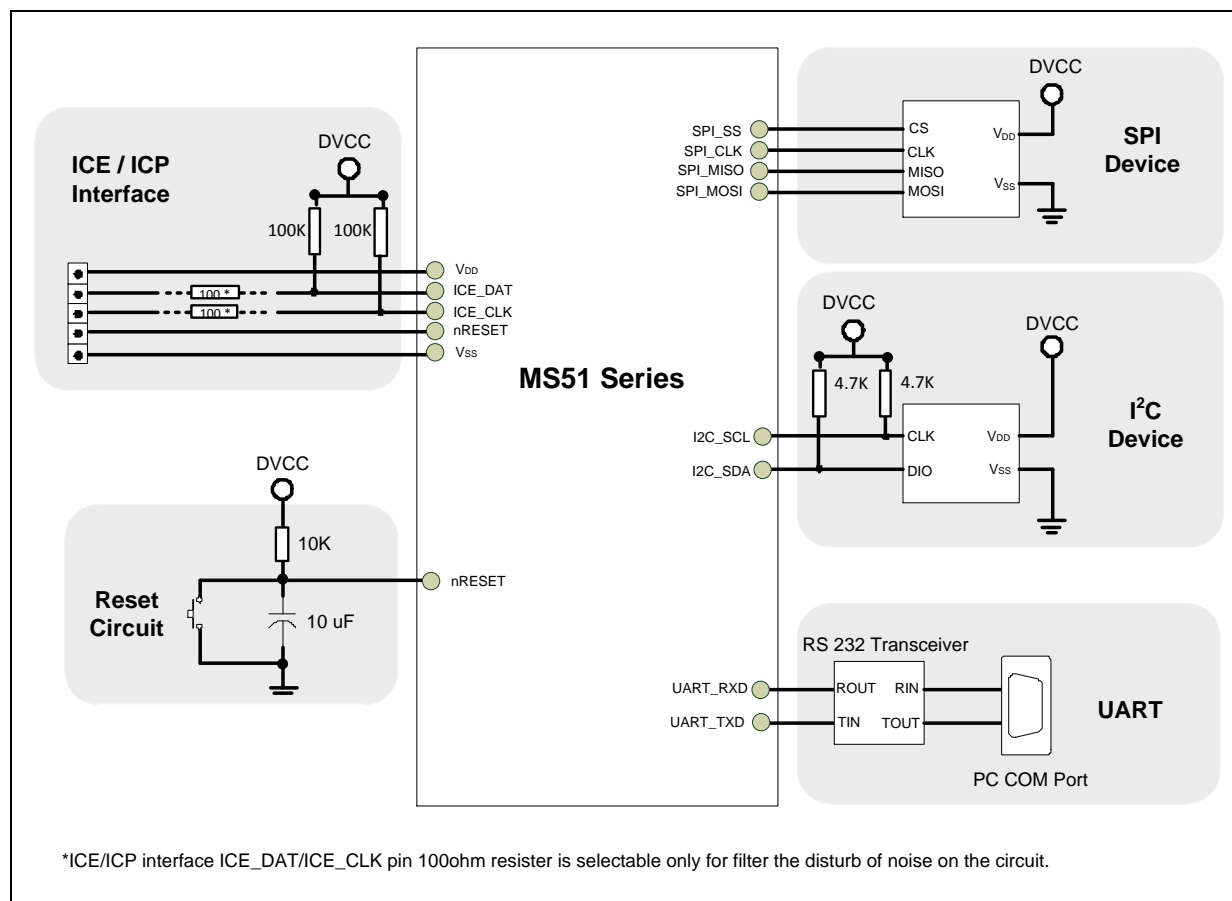 ICE / ICP
Interface
DVCC
100K
100K
100 *
100 *
VDD
ICE_DAT
ICE_CLK
nRESET
VSS
DVCC
10K
Reset
Circuit
10 uF
nRESET
MS51 Series
SPI_SS
SPI_CLK
SPI_MISO
SPI_MOSI
CS
CLK
MISO
MOSI
VDD
VSS
DVCC
SPI
Device
I2C_SCL
I2C_SDA
DVCC
4.7K
4.7K
CLK
DIO
VDD
VSS
DVCC
I²C
Device
UART_RXD
UART_TXD
RS 232 Transceiver
ROUT
RIN
TIN
TOUT
PC COM Port
UART
*ICE/ICP interface ICE_DAT/ICE_CLK pin 100ohm resister is selectable only for filter the disturb of noise on the circuit.